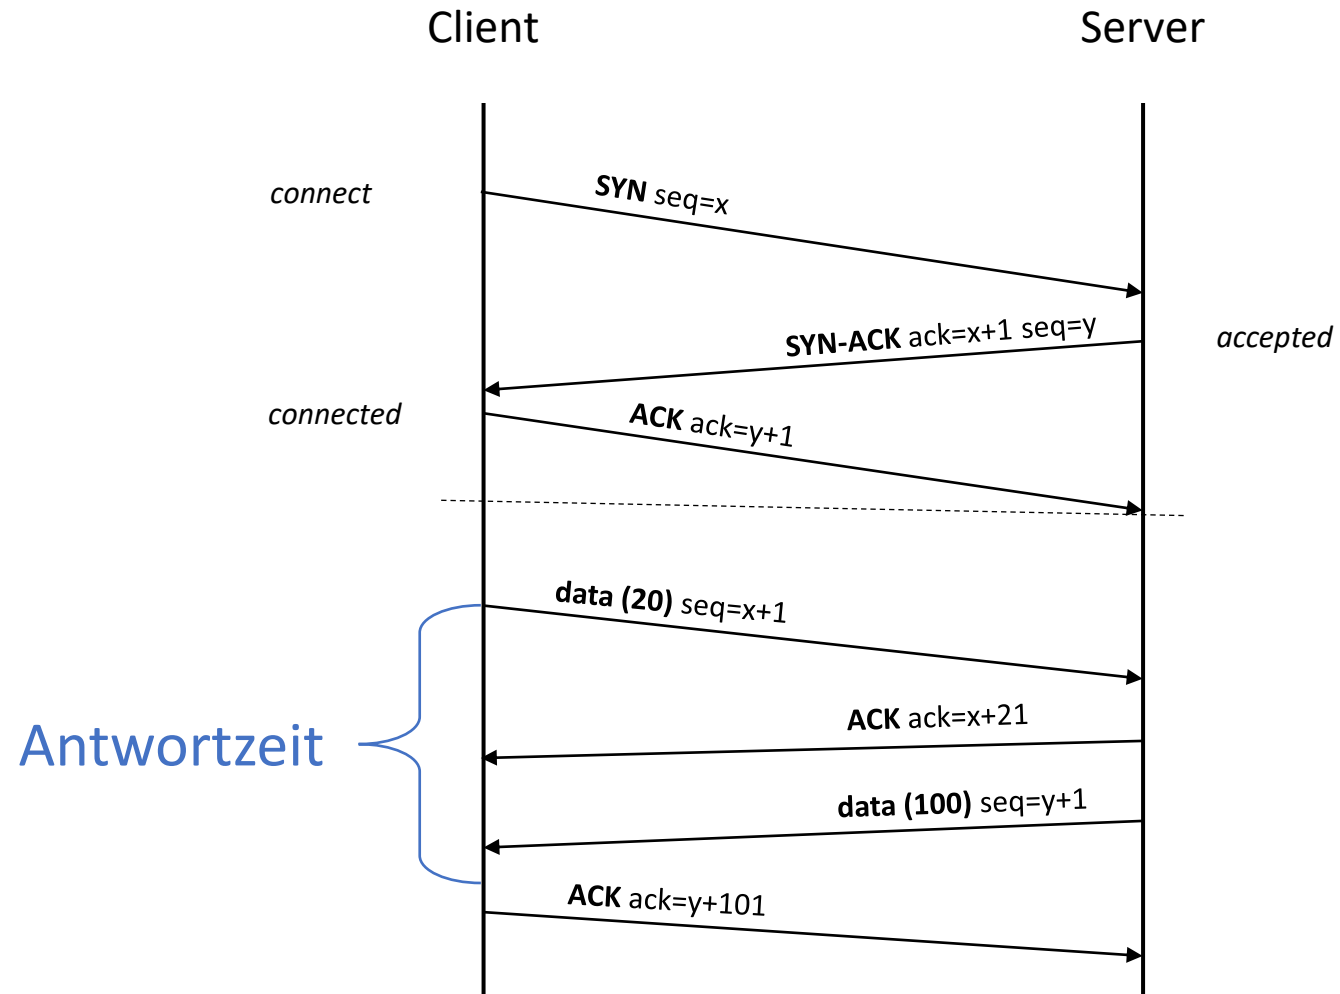 Client
Server
connect
SYN seq=x
SYN-ACK ack=x+1 seq=y
accepted
connected
ACK ack=y+1
data (20) seq=x+1
ACK ack=x+21
Antwortzeit
data (100) seq=y+1
ACK ack=y+101